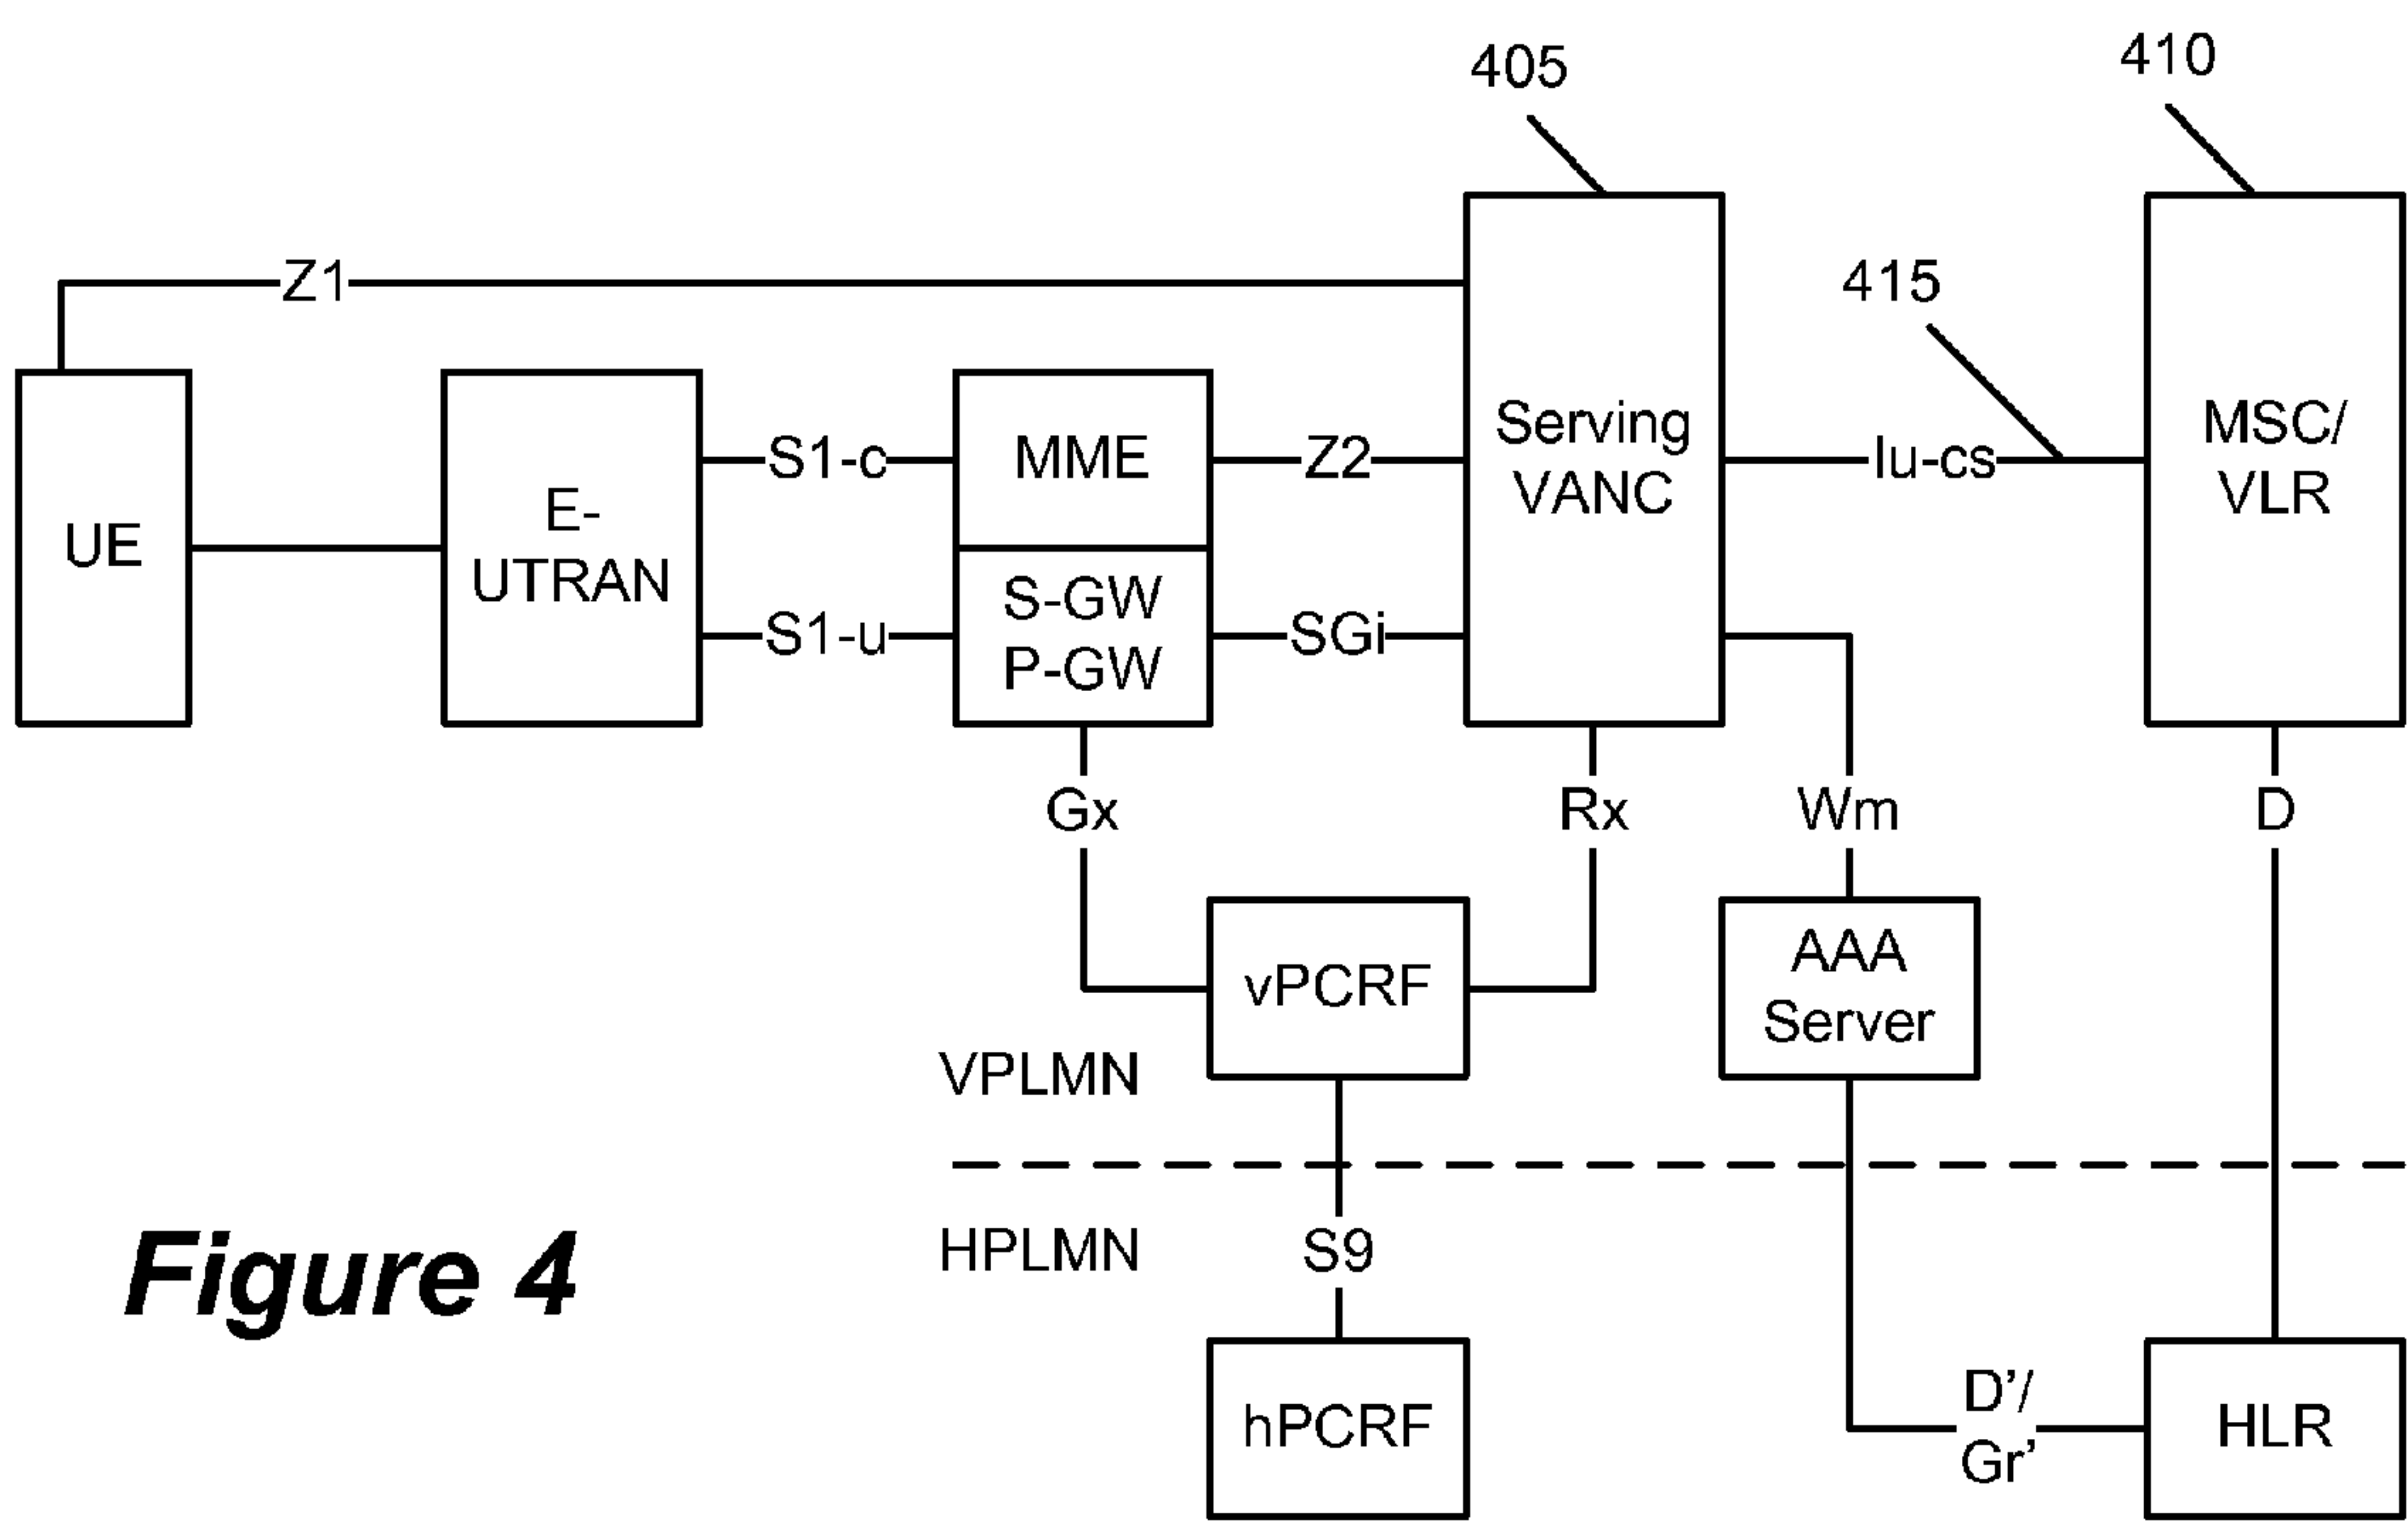 405
410
Z1
415
UE
E-
UTRAN
S1-c
S1-u
MME
S-GW
P-GW
Z2
SGi
Serving
VANC
Iu-cs
MSC/
VLR
Gx
Rx
Wm
D
vPCRF
AAA
Server
VPLMN
HPLMN
S9
hPCRF
D’/
Gr’
HLR
Figure 4